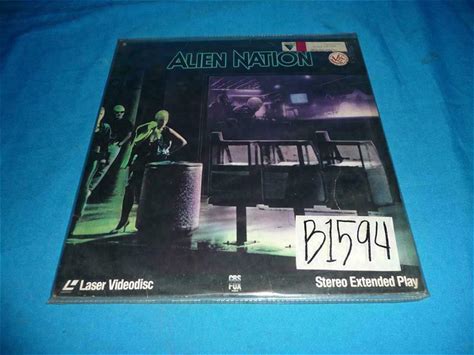 ALIEN NATION
B1594
Laser Videodisc
CBS
FOX
Stereo Extended Play